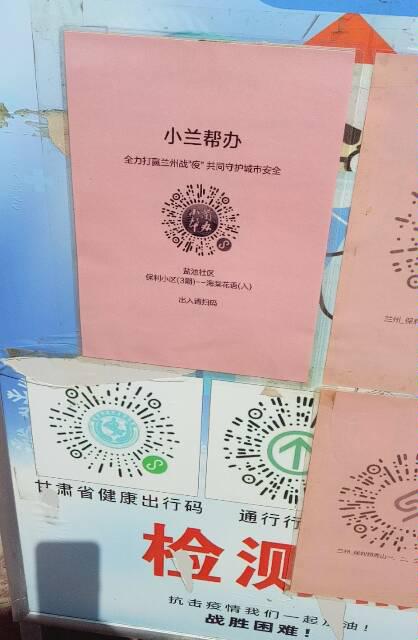 小兰帮办
全力打赢兰州战"疫" 共同守护城市安全
盐池社区
保利小区(3期)--海棠花语(入)
出入请扫码
甘肃省健康出行码
通行行
检测
抗击疫情我们一起加油！
战胜困难！